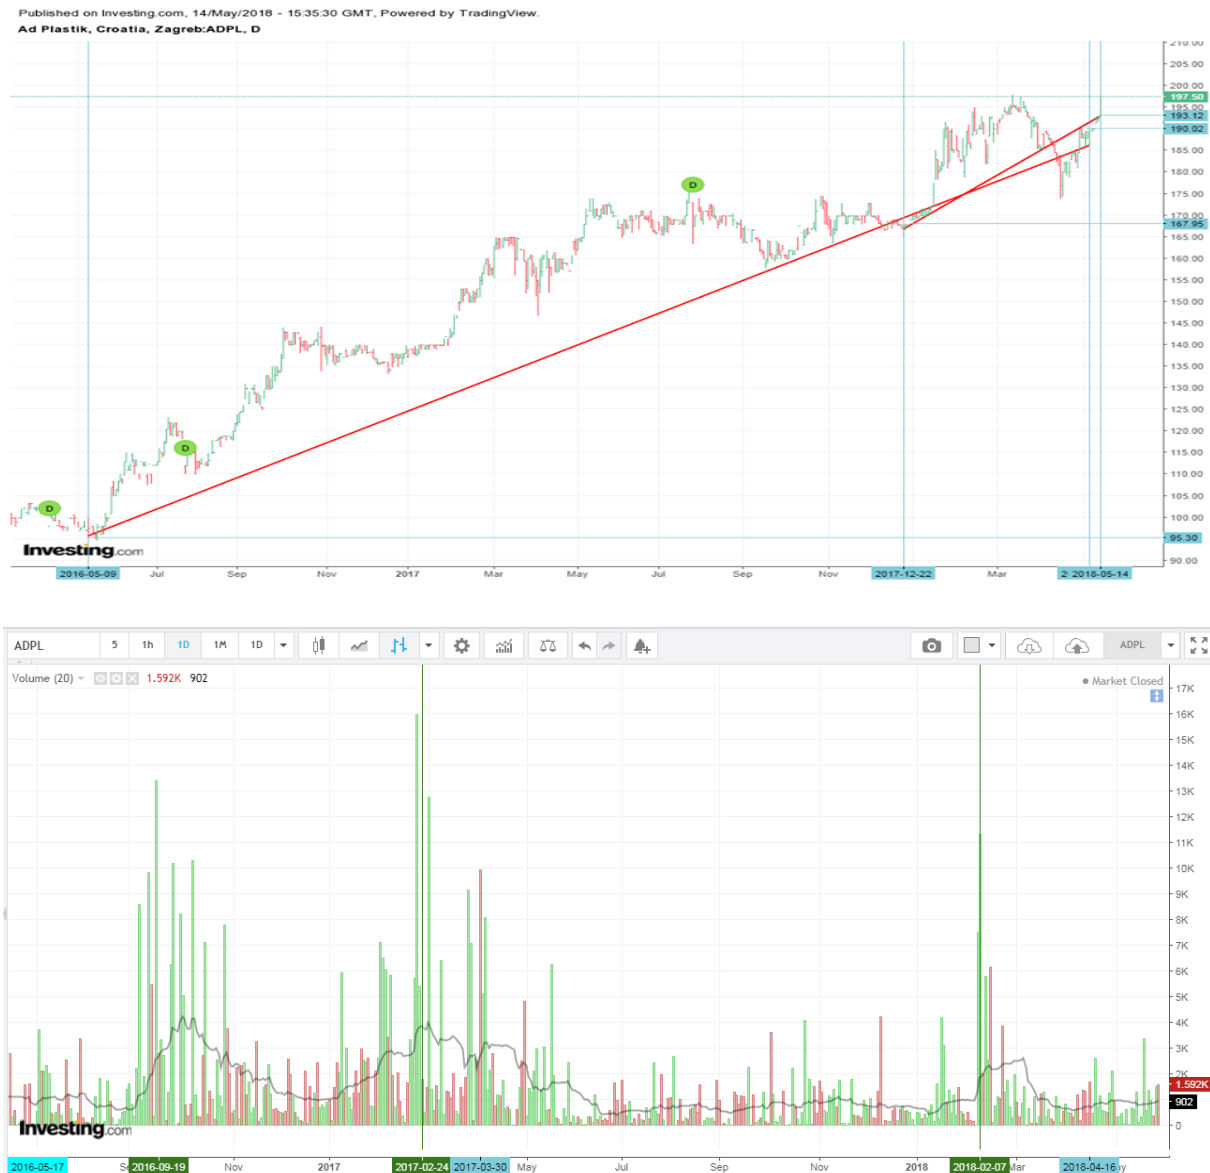 Published on Investing.com, 14/May/2018 - 15:35:30 GMT, Powered by TradingView.
Ad Plastik, Croatia, Zagreb:ADPL, D
210.00
205.00
200.00
197.50
195.00
193.12
190.02
185.00
180.00
175.00
170.00
167.95
165.00
160.00
155.00
150.00
145.00
140.00
135.00
130.00
125.00
120.00
115.00
110.00
105.00
100.00
95.30
90.00
D
D
D
Investing.com
2016-05-09 Jul Sep Nov 2017 Mar May Jul Sep Nov 2017-12-22 Mar 2 2018-05-14
ADPL 5 1h 1D 1M 1D ADPL
Volume (20) 1.592K 902
Market Closed
17K
16K
15K
14K
13K
12K
11K
10K
9K
8K
7K
6K
5K
4K
3K
2K
1.592K
902
0
Investing.com
2016-05-17 Se 2016-09-19 Nov 2017 2017-02-24 2017-03-30 May Jul Sep Nov 2018 2018-02-07 Mar 2018-04-16 y